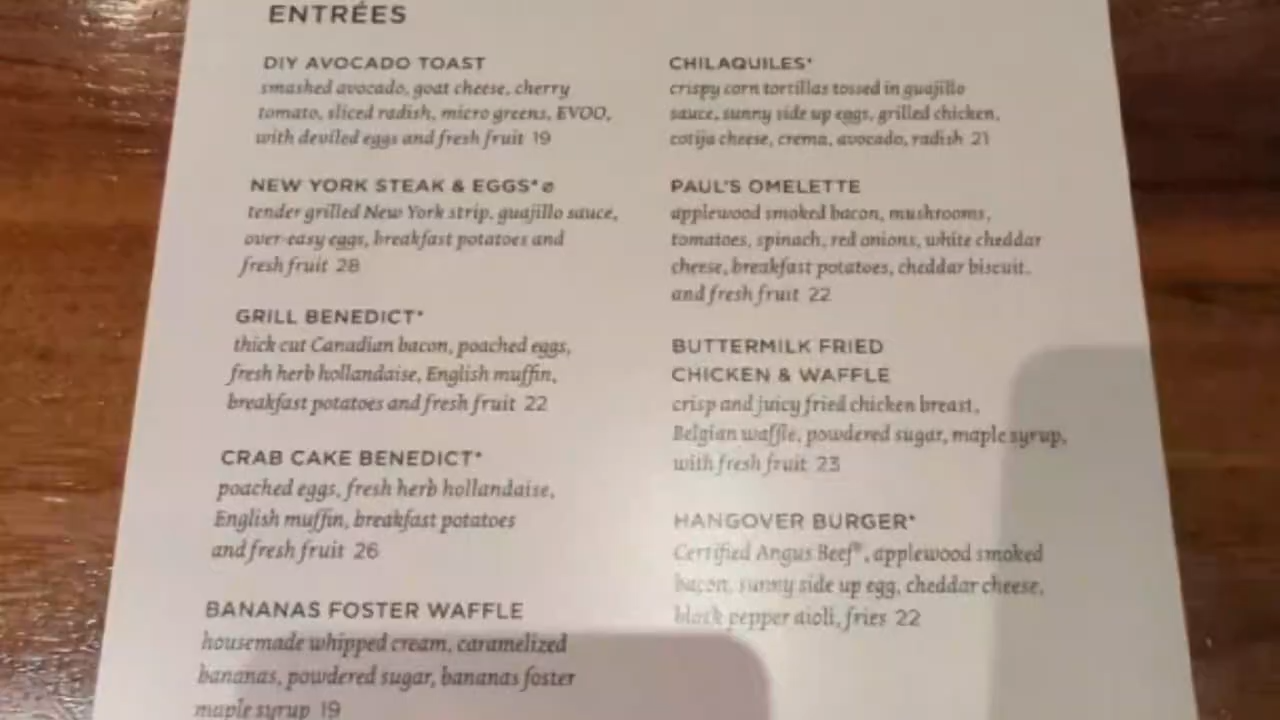 ENTRÉES
DIY AVOCADO TOAST
smashed avocado, goat cheese, cherry
tomato, sliced radish, micro greens, EVOO,
with deviled eggs and fresh fruit 19
NEW YORK STEAK & EGGS* ø
tender grilled New York strip, guajillo sauce,
over-easy eggs, breakfast potatoes and
fresh fruit 28
GRILL BENEDICT*
thick cut Canadian bacon, poached eggs,
fresh herb hollandaise, English muffin,
breakfast potatoes and fresh fruit 22
CRAB CAKE BENEDICT*
poached eggs, fresh herb hollandaise,
English muffin, breakfast potatoes
and fresh fruit 26
BANANAS FOSTER WAFFLE
housemade whipped cream, caramelized
bananas, powdered sugar, bananas foster
maple syrup 19
CHILAQUILES*
crispy corn tortillas tossed in guajillo
sauce, sunny side up eggs, grilled chicken,
cotija cheese, crema, avocado, radish 21
PAUL'S OMELETTE
applewood smoked bacon, mushrooms,
tomatoes, spinach, red onions, white cheddar
cheese, breakfast potatoes, cheddar biscuit,
and fresh fruit 22
BUTTERMILK FRIED
CHICKEN & WAFFLE
crisp and juicy fried chicken breast,
Belgian waffle, powdered sugar, maple syrup,
with fresh fruit 23
HANGOVER BURGER*
Certified Angus Beef®, applewood smoked
bacon, sunny side up egg, cheddar cheese,
black pepper aioli, fries 22